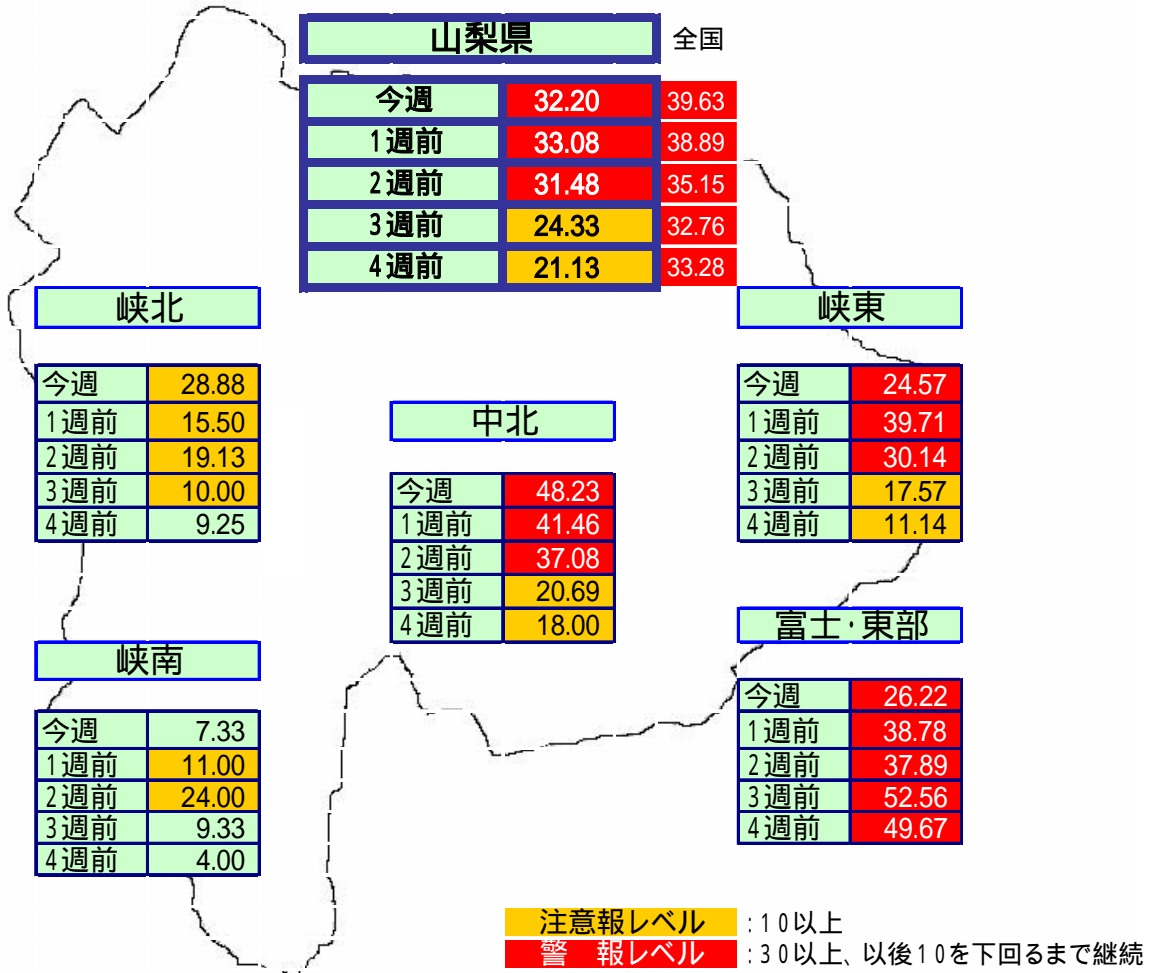 山梨県 全国
今週 32.20 39.63
1週前 33.08 38.89
2週前 31.48 35.15
3週前 24.33 32.76
4週前 21.13 33.28
峡北
今週 28.88
1週前 15.50
2週前 19.13
3週前 10.00
4週前 9.25
峡東
今週 24.57
1週前 39.71
2週前 30.14
3週前 17.57
4週前 11.14
中北
今週 48.23
1週前 41.46
2週前 37.08
3週前 20.69
4週前 18.00
峡南
今週 7.33
1週前 11.00
2週前 24.00
3週前 9.33
4週前 4.00
富士・東部
今週 26.22
1週前 38.78
2週前 37.89
3週前 52.56
4週前 49.67
注意報レベル :10以上
警 報レベル :30以上、以後10を下回るまで継続